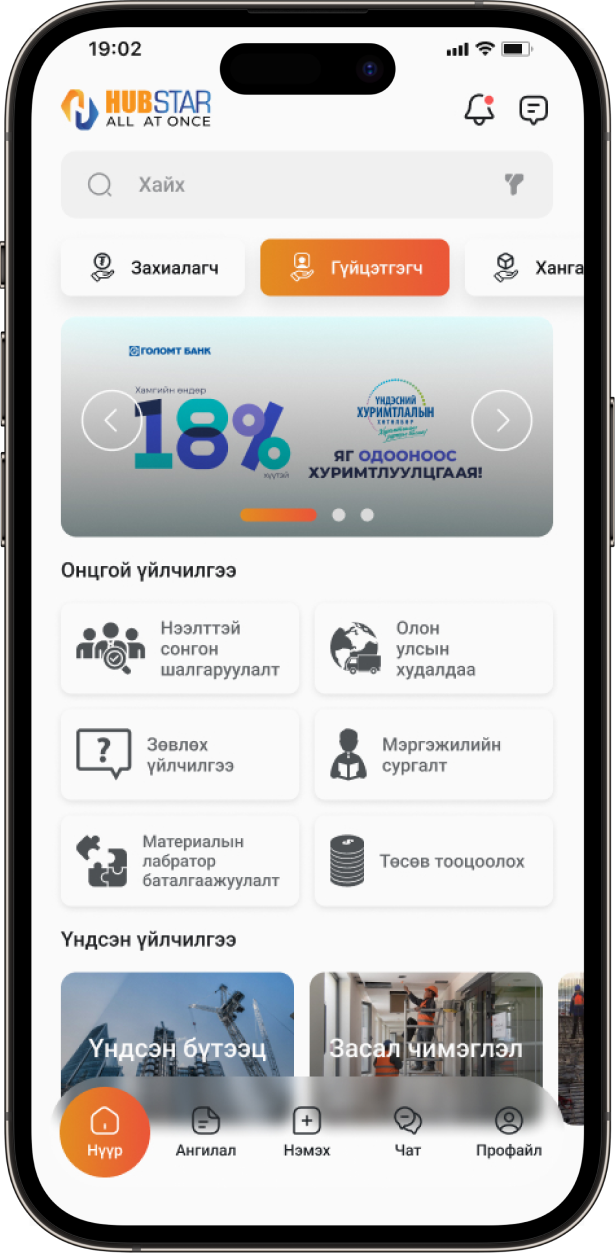 19:02
HUBSTAR
ALL AT ONCE
Хайх
Захиалагч
Гүйцэтгэгч
Ханга
ГОЛОМТ БАНК
Хамгийн өндөр
18%
хүүтэй
ҮНДЭСНИЙ
ХУРИМТЛАЛЫН
ХӨТӨЛБӨР
ЯГ ОДООНООС
ХУРИМТЛУУЛЦГААЯ!
Онцгой үйлчилгээ
Нээлттэй
сонгон
шалгаруулалт
Олон
улсын
худалдаа
?
Зөвлөх
үйлчилгээ
Мэргэжилийн
сургалт
Материалын
лабратор
баталгаажуулалт
$
Төсөв тооцоолох
Үндсэн үйлчилгээ
Үндсэн бүтээц
Засал чимэглэл
Нүүр
Ангилал
Нэмэх
Чат
Профайл